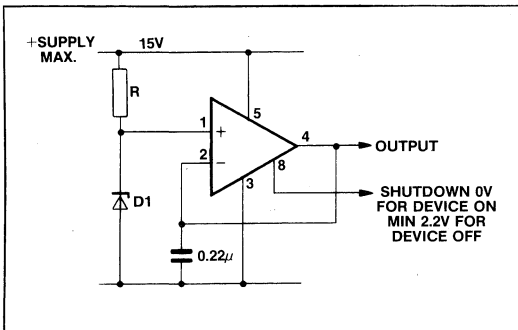 +SUPPLY
MAX.
15V
R
1
+
5
4
OUTPUT
2
−
8
3
D1
SHUTDOWN 0V
FOR DEVICE ON
MIN 2.2V FOR
DEVICE OFF
0.22μ